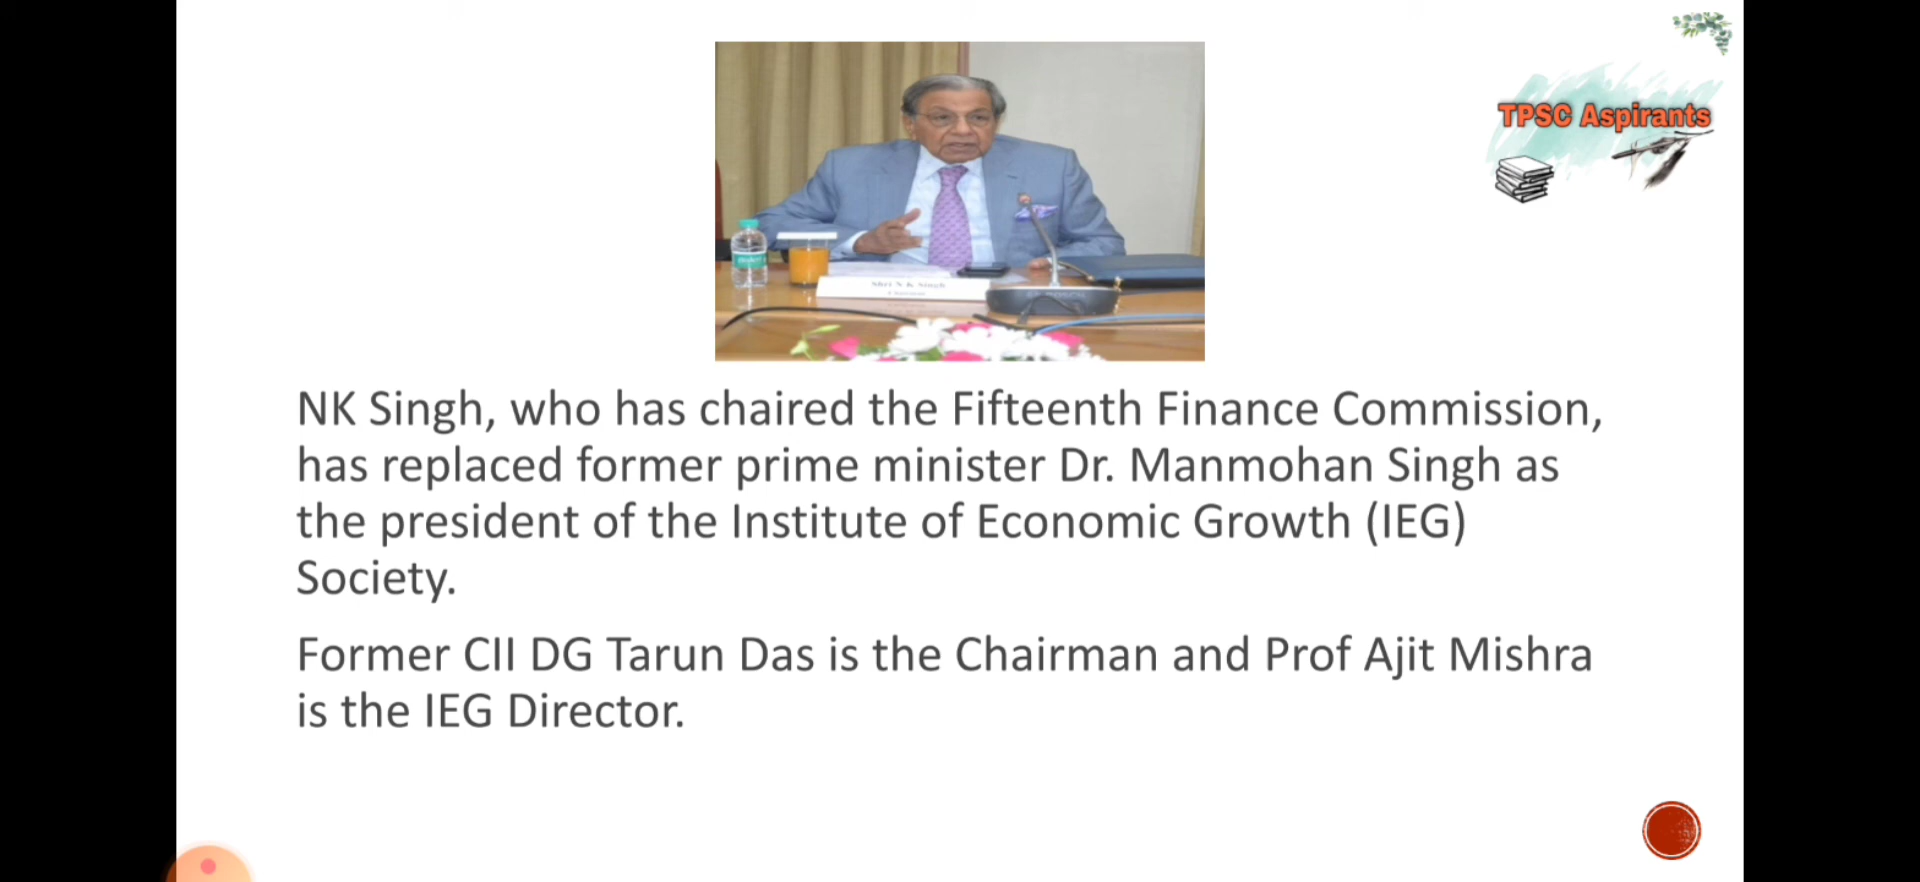 TPSC Aspirants
Shri N K Singh
NK Singh, who has chaired the Fifteenth Finance Commission,
has replaced former prime minister Dr. Manmohan Singh as
the president of the Institute of Economic Growth (IEG)
Society.
Former CII DG Tarun Das is the Chairman and Prof Ajit Mishra
is the IEG Director.